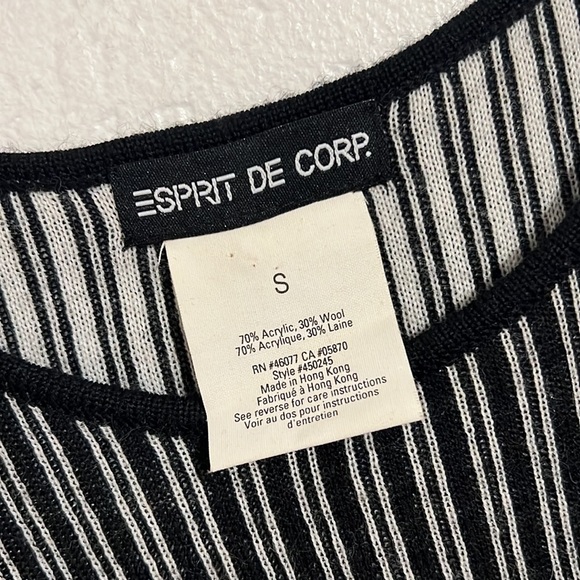 ESPRIT DE CORP.
S
70% Acrylic, 30% Wool
70% Acrylique, 30% Laine
RN #46077 CA #05870
Style #450245
Made in Hong Kong
Fabriqué à Hong Kong
See reverse for care instructions
Voir au dos pour instructions
d'entretien